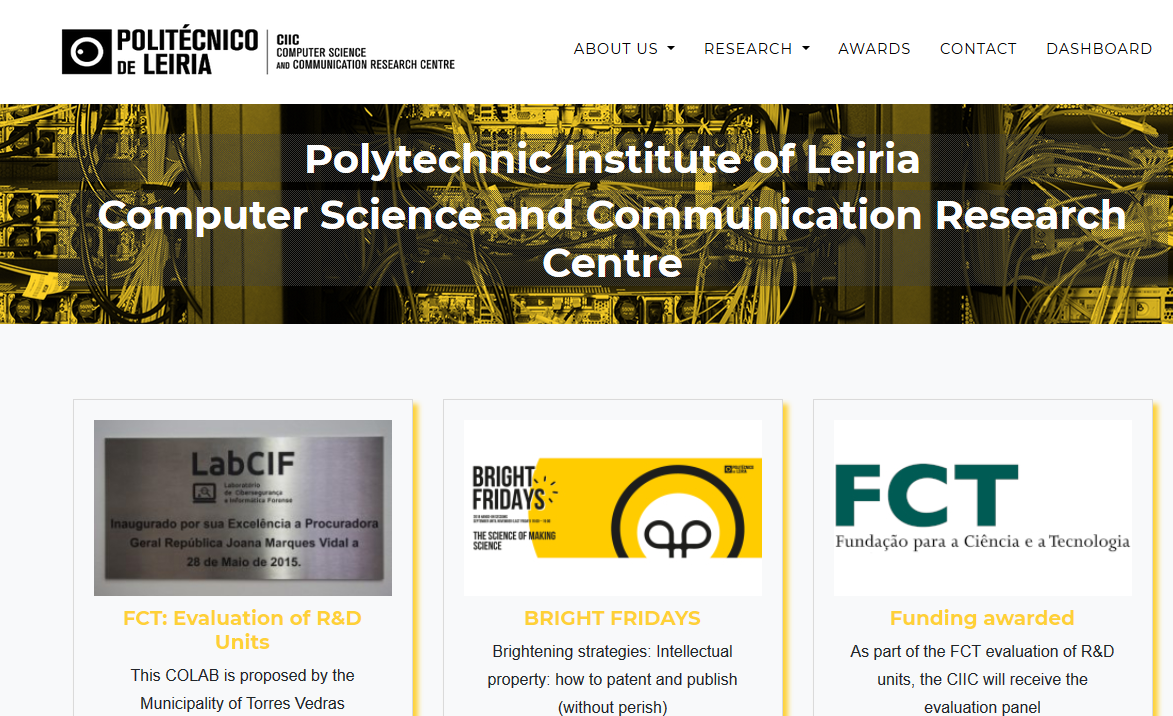 POLITÉCNICO
DE LEIRIA
CIIC
COMPUTER SCIENCE
AND COMMUNICATION RESEARCH CENTRE
ABOUT US
RESEARCH
AWARDS
CONTACT
DASHBOARD
Polytechnic Institute of Leiria
Computer Science and Communication Research
Centre
LabCIF
Laboratório
de Cibersegurança
e Informática Forense
Inaugurado por sua Excelência a Procuradora
Geral República Joana Marques Vidal a
28 de Maio de 2015.
FCT: Evaluation of R&D
Units
This COLAB is proposed by the
Municipality of Torres Vedras
BRIGHT
FRIDAYS
POLITÉCNICO
DE LEIRIA
THE SCIENCE OF MAKING
SCIENCE
BRIGHT FRIDAYS
Brightening strategies: Intellectual
property: how to patent and publish
(without perish)
FCT
Fundação para a Ciência e a Tecnologia
Funding awarded
As part of the FCT evaluation of R&D
units, the CIIC will receive the
evaluation panel